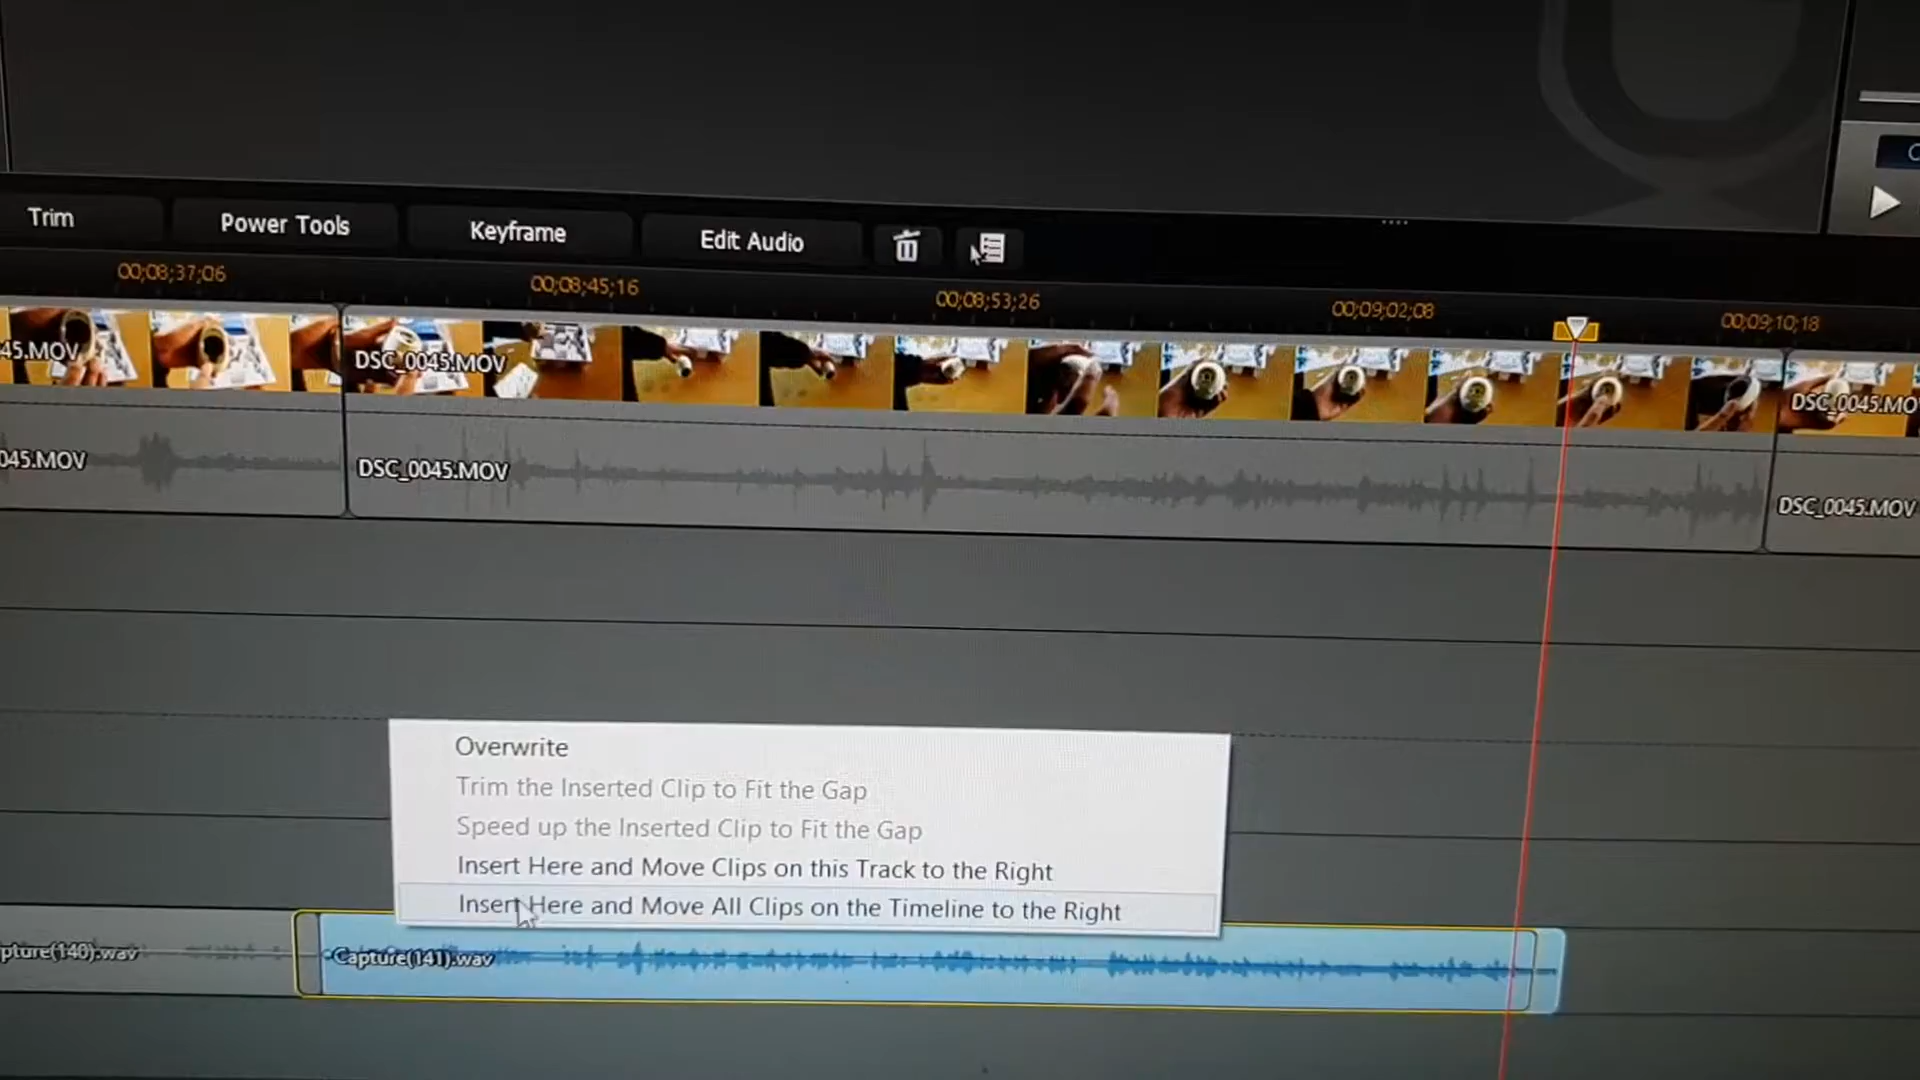 Trim Power Tools Keyframe Edit Audio
00;08;37;06 00;08;45;16 00;08;53;26 00;09;02;08 00;09;10;18
45.MOV DSC_0045.MOV DSC_0045.MO
045.MOV DSC_0045.MOV DSC_0045.MOV
Overwrite
Trim the Inserted Clip to Fit the Gap
Speed up the Inserted Clip to Fit the Gap
Insert Here and Move Clips on this Track to the Right
Insert Here and Move All Clips on the Timeline to the Right
pture(140).wav Capture(141).wav